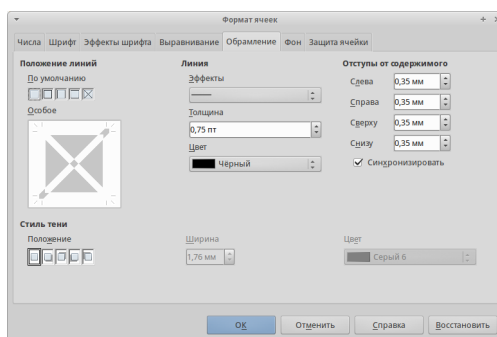 Формат ячеек
Числа Шрифт Эффекты шрифта Выравнивание Обрамление Фон Защита ячейки
Положение линий Линия Отступы от содержимого
По умолчанию Эффекты Слева 0,35 мм
Справа 0,35 мм
Особое Толщина
0,75 пт Сверху 0,35 мм
Цвет Снизу 0,35 мм
Чёрный Синхронизировать
Стиль тени
Положение Ширина Цвет
1,76 мм Серый 6
OK Отменить Справка Восстановить